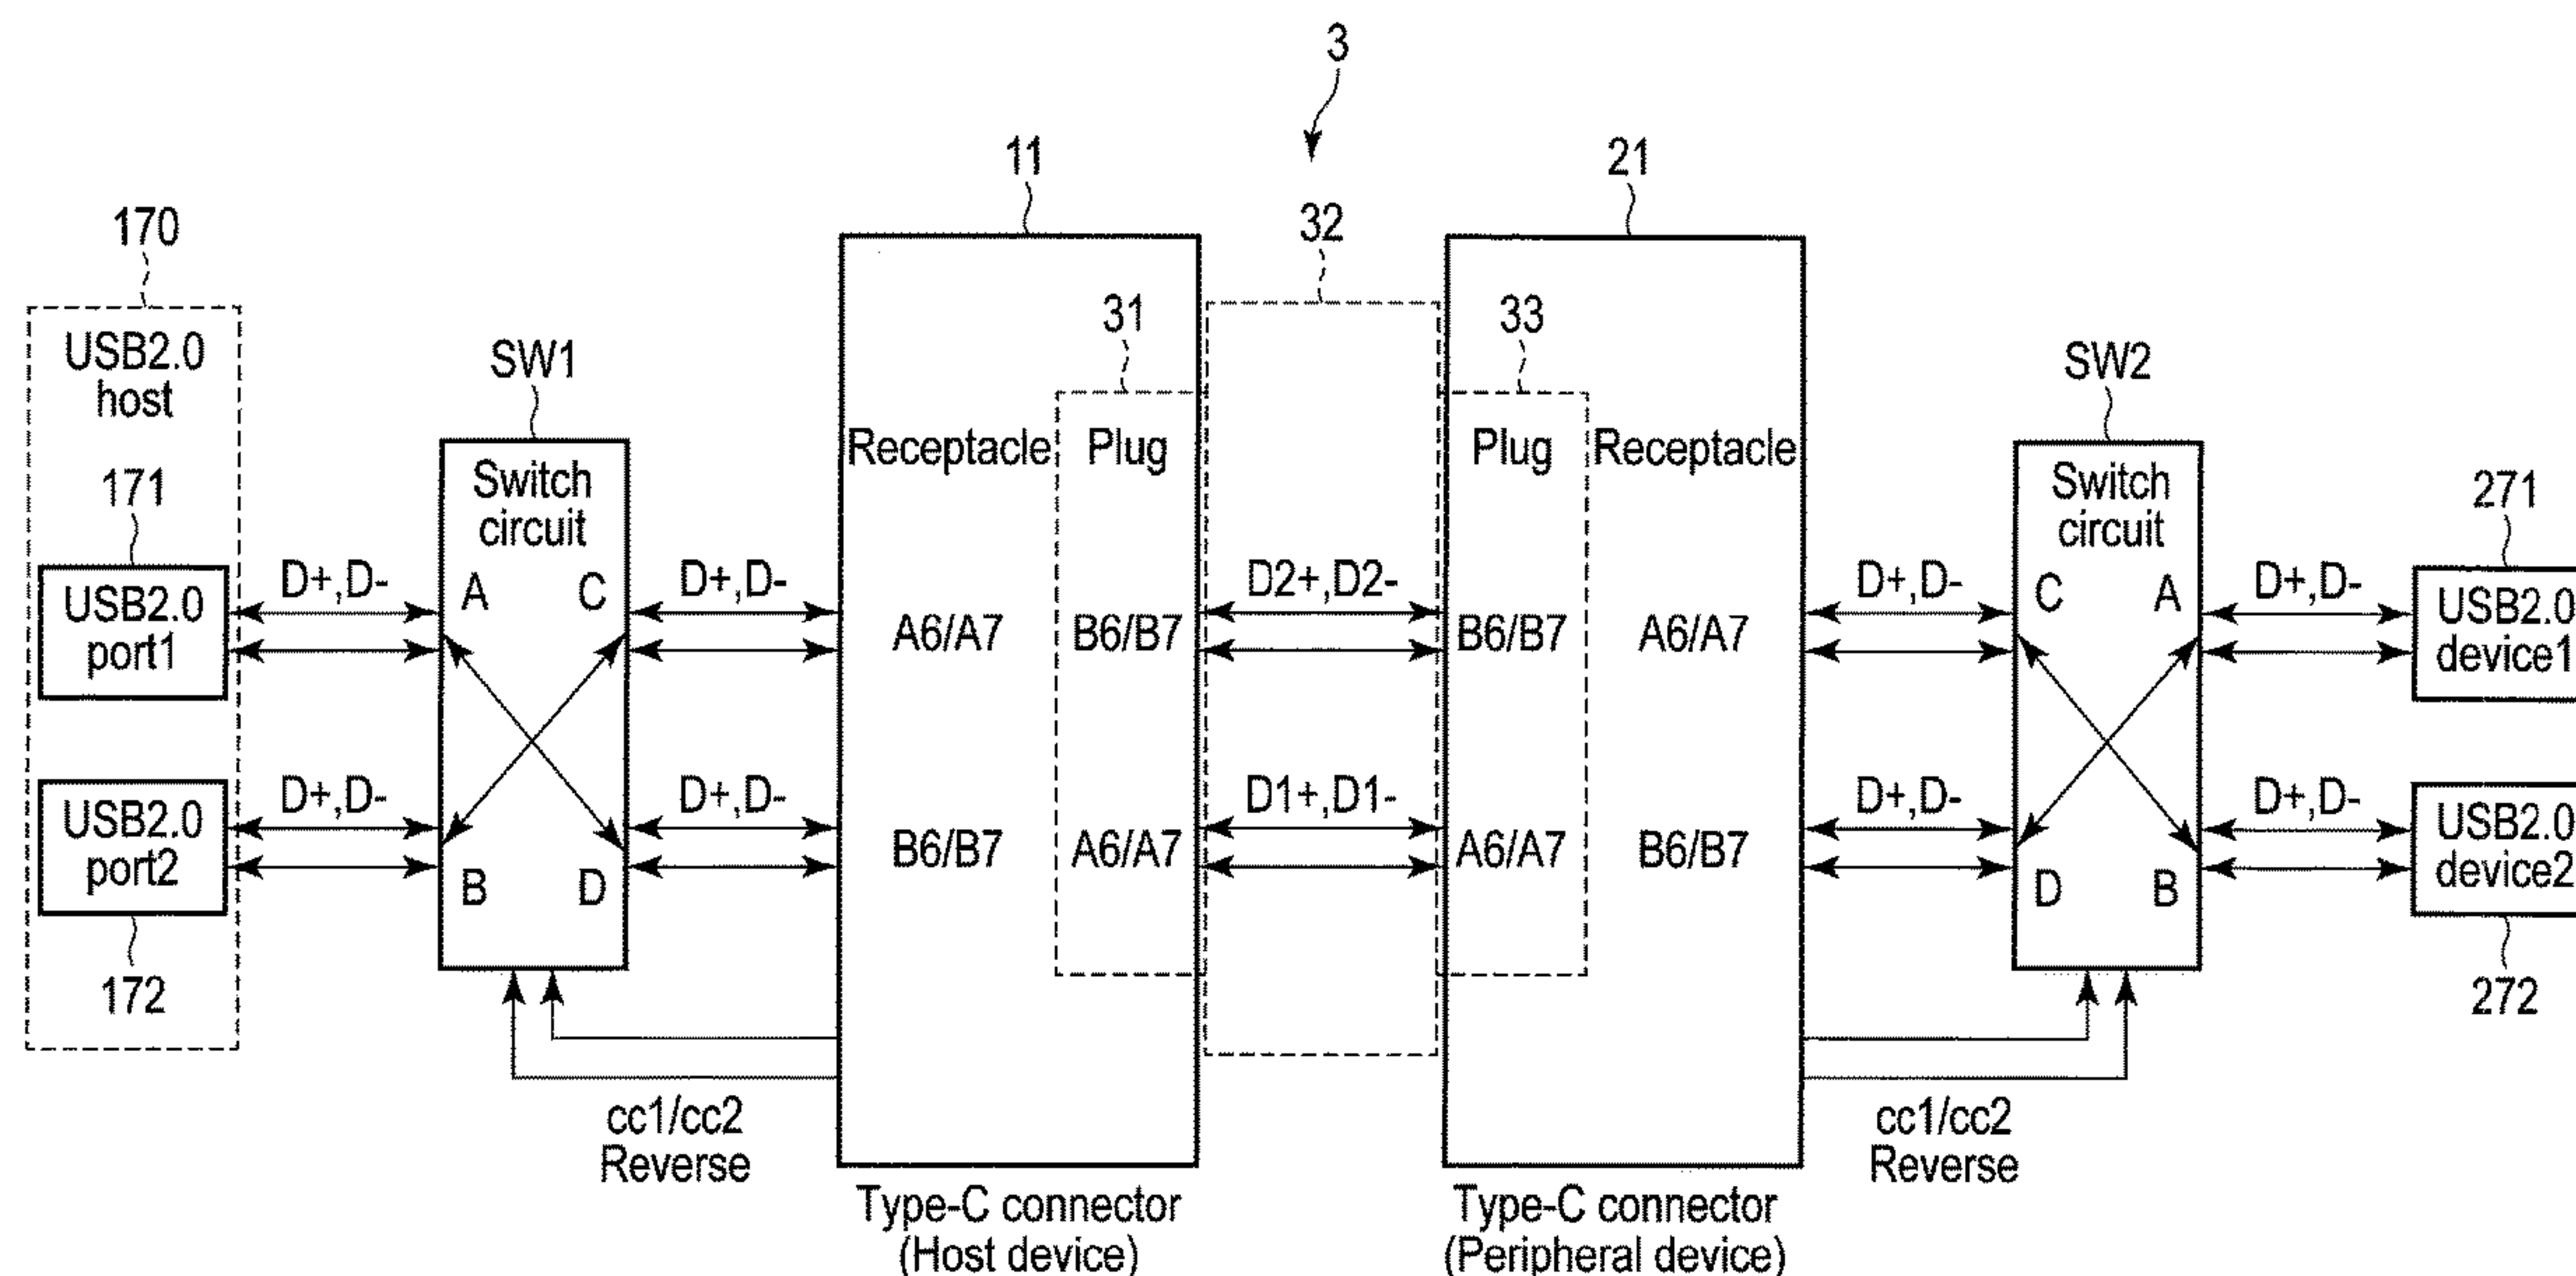 3
11
21
170
32
31
33
USB2.0
host
SW1
SW2
Receptacle
Plug
Plug
Receptacle
171
Switch
circuit
Switch
circuit
271
D+,D-
A
C
D+,D-
D2+,D2-
D+,D-
C
A
D+,D-
USB2.0
port1
A6/A7
B6/B7
B6/B7
A6/A7
USB2.0
device1
D+,D-
D+,D-
D1+,D1-
D+,D-
D+,D-
USB2.0
port2
B
D
B6/B7
A6/A7
A6/A7
B6/B7
D
B
USB2.0
device2
172
272
cc1/cc2
Reverse
cc1/cc2
Reverse
Type-C connector
(Host device)
Type-C connector
(Peripheral device)